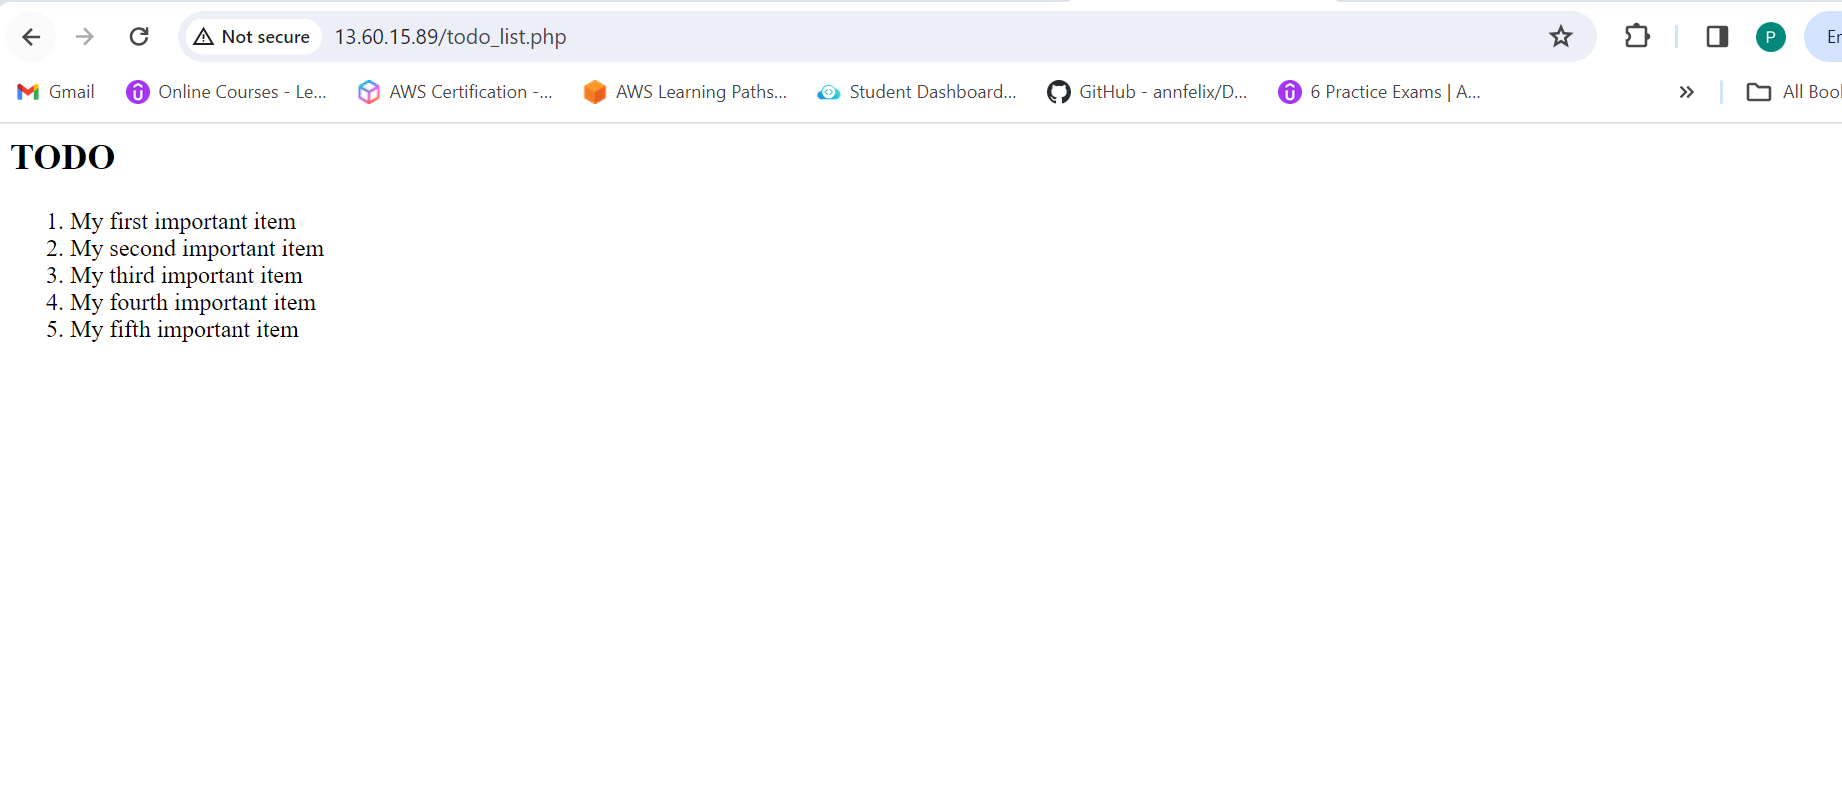 Not secure 13.60.15.89/todo_list.php P Er
Gmail Online Courses - Le... AWS Certification -... AWS Learning Paths... Student Dashboard... GitHub - annfelix/D... 6 Practice Exams | A... » All Bool
TODO
1. My first important item
2. My second important item
3. My third important item
4. My fourth important item
5. My fifth important item